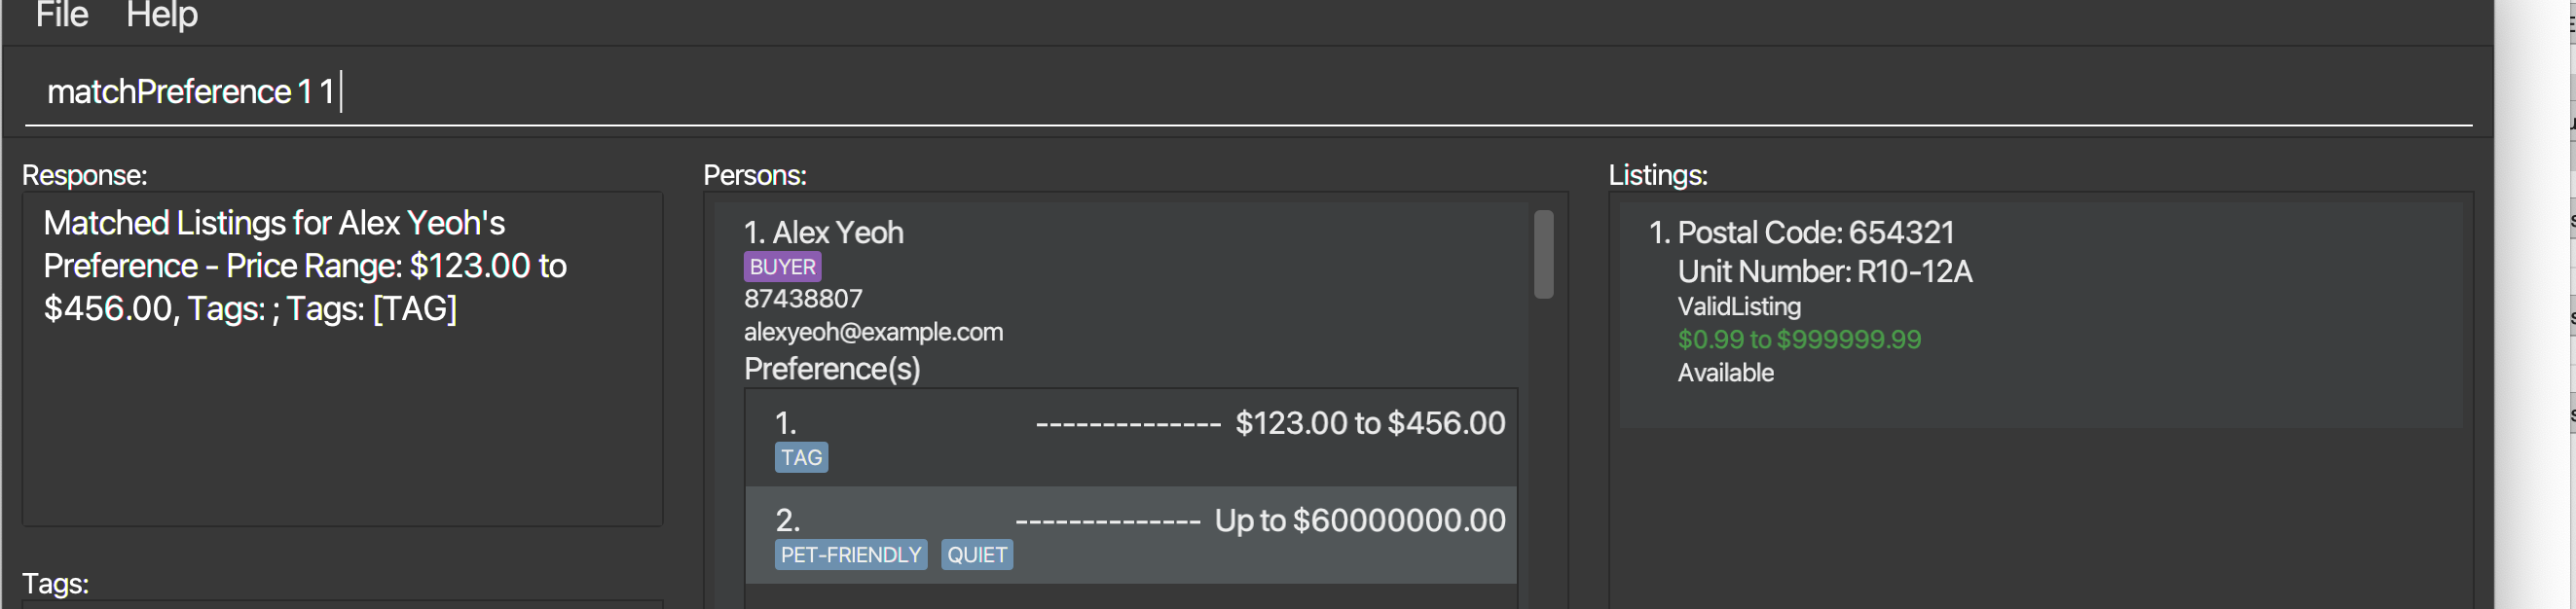 File Help
matchPreference 1 1
Response:
Matched Listings for Alex Yeoh's
Preference - Price Range: $123.00 to
$456.00, Tags: ; Tags: [TAG]
Tags:
Persons:
1. Alex Yeoh
BUYER
87438807
alexyeoh@example.com
Preference(s)
1. -------------- $123.00 to $456.00
TAG
2. -------------- Up to $60000000.00
PET-FRIENDLY QUIET
Listings:
1. Postal Code: 654321
Unit Number: R10-12A
ValidListing
$0.99 to $999999.99
Available